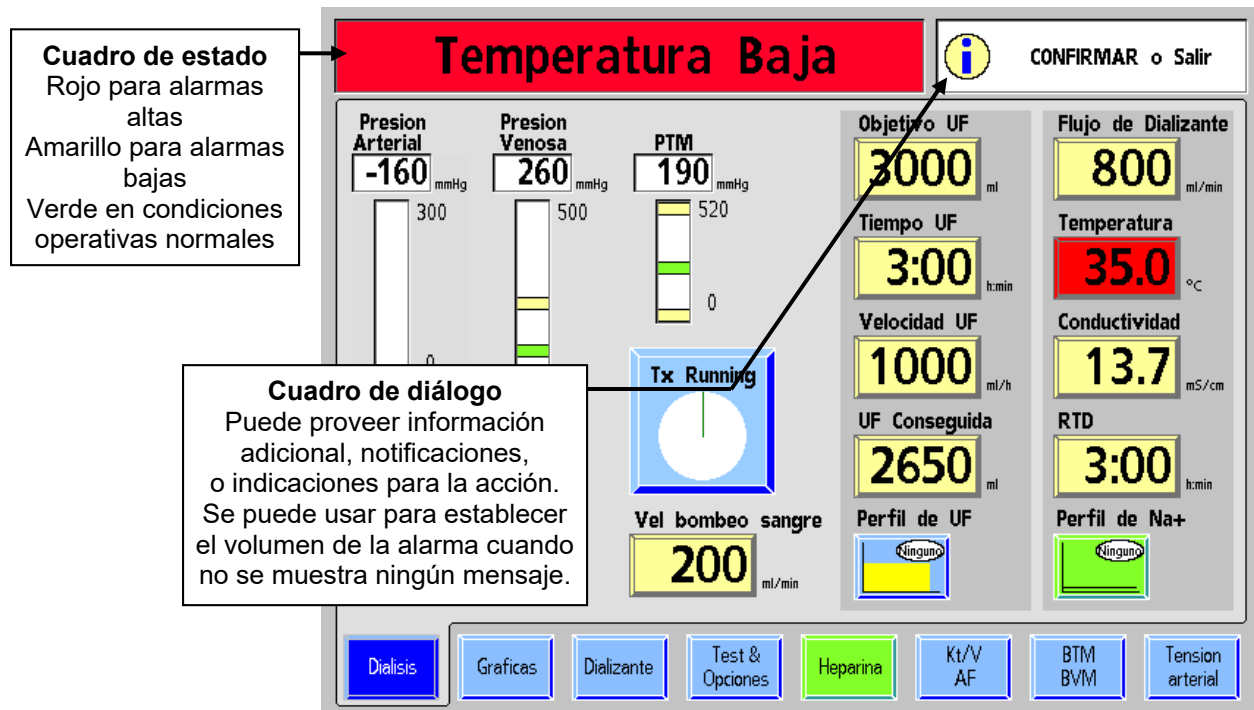 Cuadro de estado
Rojo para alarmas
altas
Amarillo para alarmas
bajas
Verde en condiciones
operativas normales
Temperatura Baja
i
CONFIRMAR o Salir
Presion
Arterial
-160 mmHg
300
0
Presion
Venosa
260 mmHg
500
PTM
190 mmHg
520
0
Cuadro de diálogo
Puede proveer información
adicional, notificaciones,
o indicaciones para la acción.
Se puede usar para establecer
el volumen de la alarma cuando
no se muestra ningún mensaje.
Tx Running
Vel bombeo sangre
200 ml/min
Objetivo UF
3000 ml
Tiempo UF
3:00 h:min
Velocidad UF
1000 ml/h
UF Conseguida
2650 ml
Perfil de UF
Ninguno
Flujo de Dializante
800 ml/min
Temperatura
35.0 °C
Conductividad
13.7 mS/cm
RTD
3:00 h:min
Perfil de Na+
Ninguno
Dialisis
Graficas
Dializante
Test &
Opciones
Heparina
Kt/V
AF
BTM
BVM
Tension
arterial